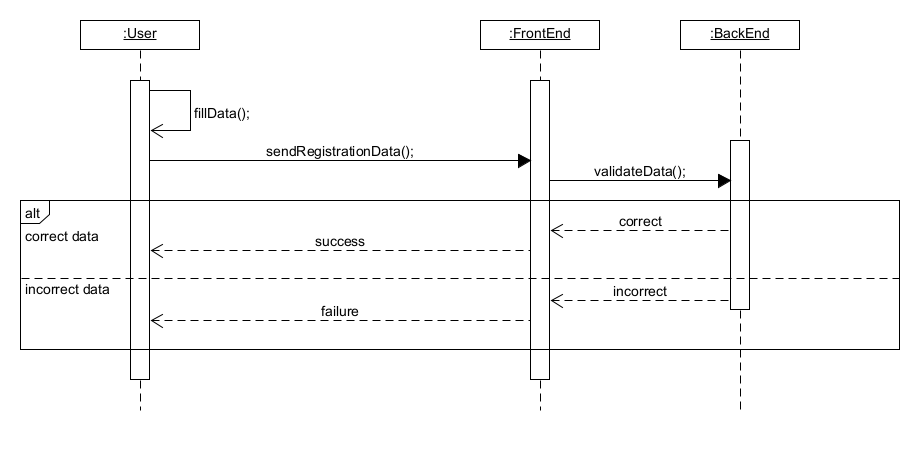 :User
:FrontEnd
:BackEnd
fillData();
sendRegistrationData();
validateData();
alt
correct data
correct
success
incorrect data
incorrect
failure